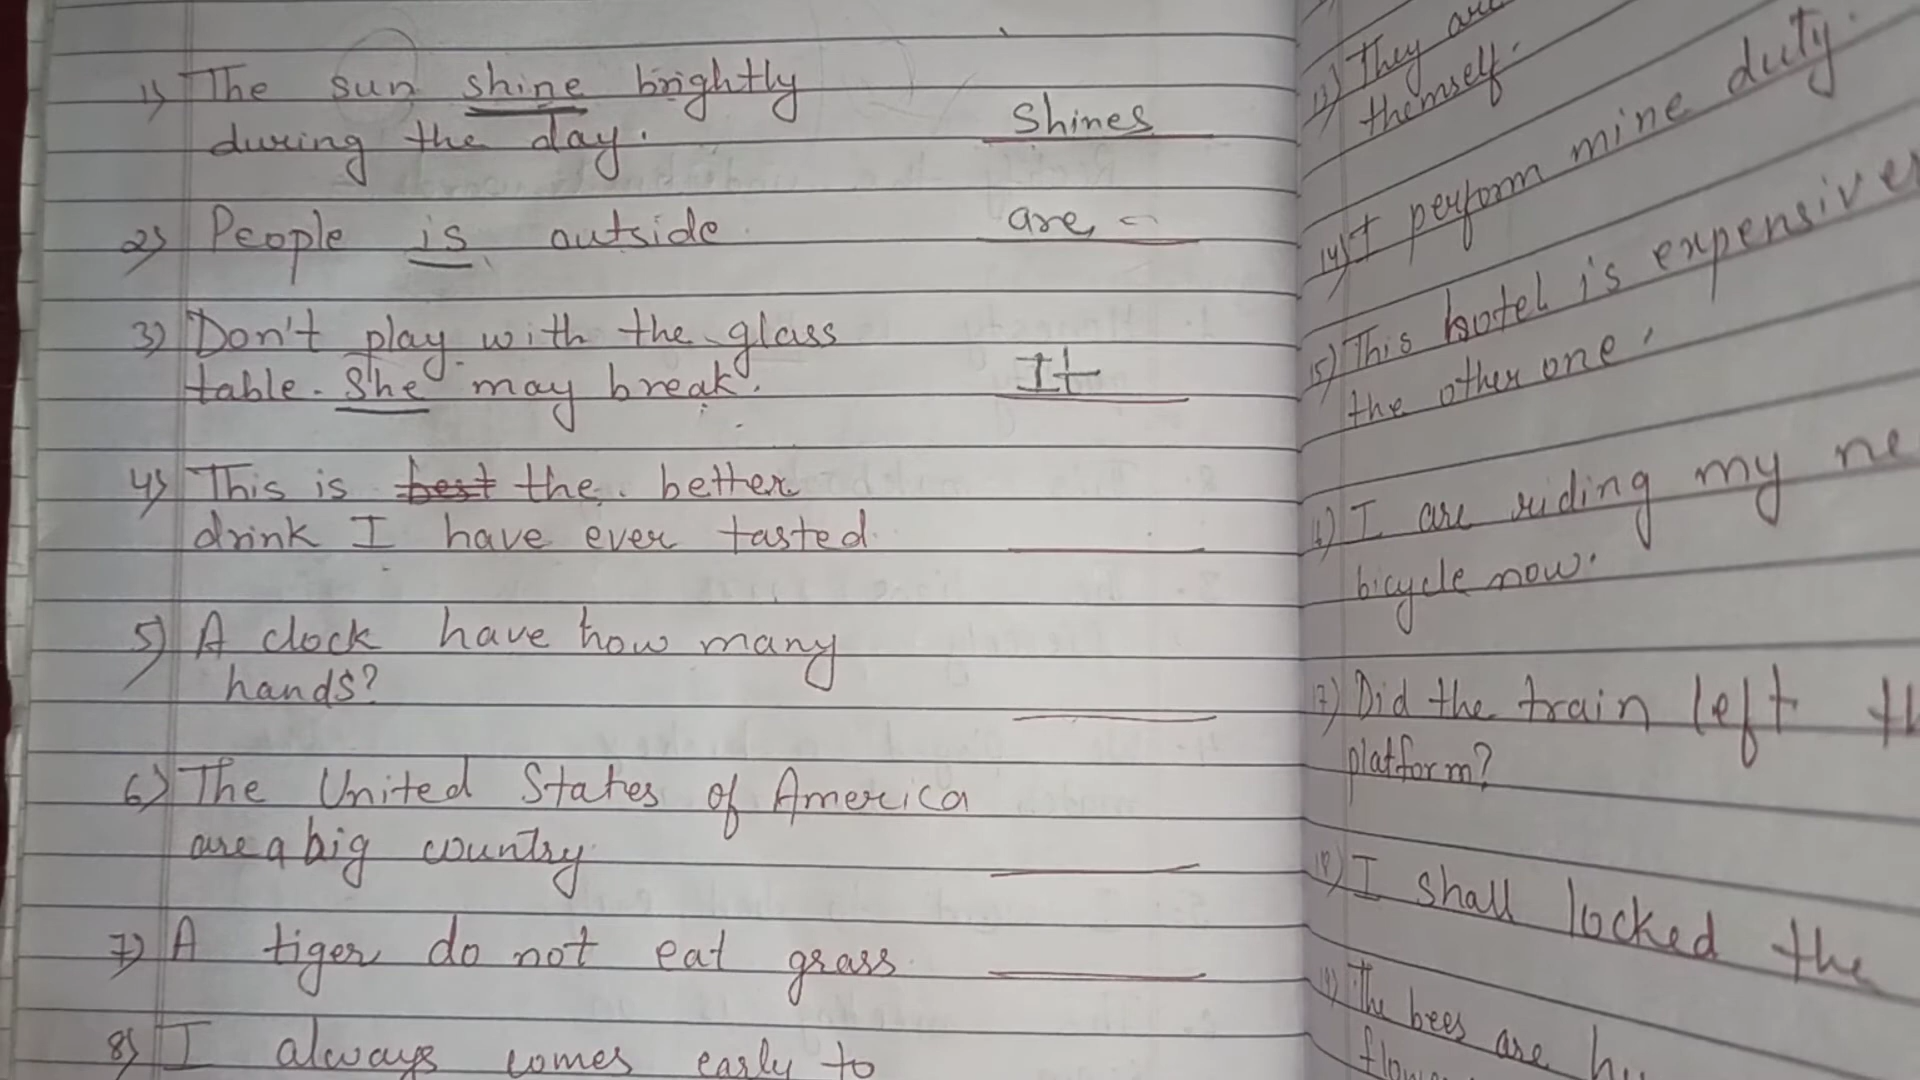 1) The sun shine brightly
during the day. Shines
2) People is outside are,
3) Don't play with the glass
table. She may break. It
4) This is best the better
drink I have ever tasted
5) A clock have how many
hands?
6) The United States of America
are a big country
7) A tiger do not eat grass
8) I always comes early to
13) They are
themself.
14) I perform mine duty.
15) This hotel is expensiver
the other one.
I are riding my ne
bicycle now.
17) Did the train left th
platform?
18) I shall locked the
19) The bees are